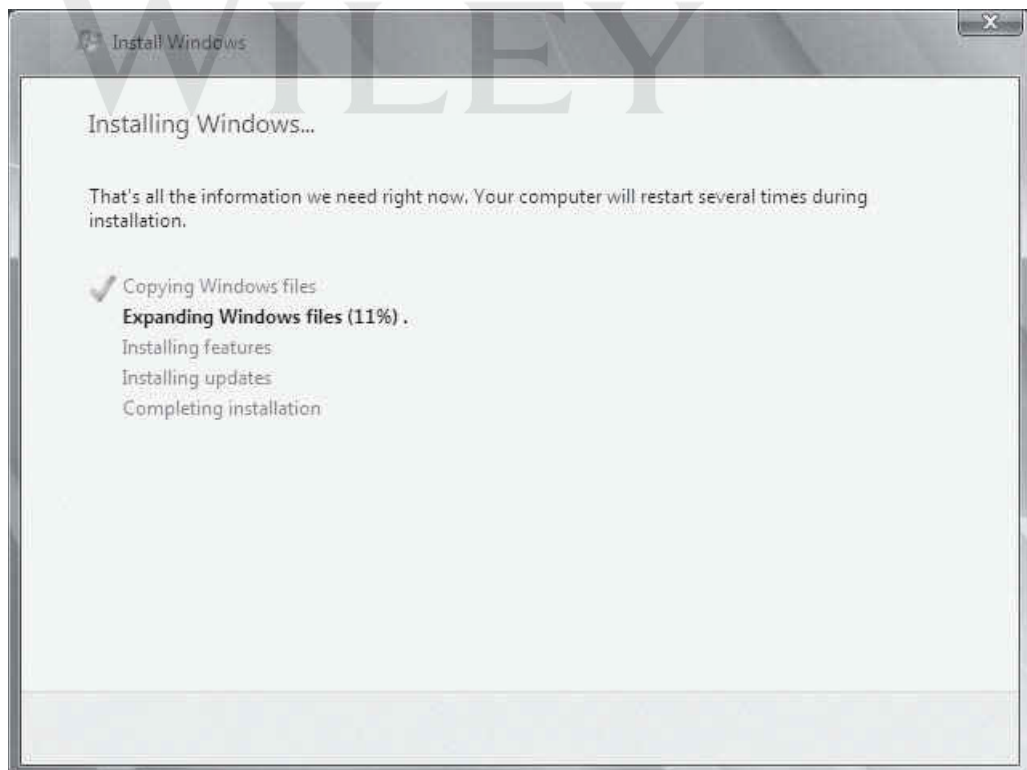 WILEY
Install Windows
X
Installing Windows...
That's all the information we need right now. Your computer will restart several times during
installation.
Copying Windows files
Expanding Windows files (11%) .
Installing features
Installing updates
Completing installation